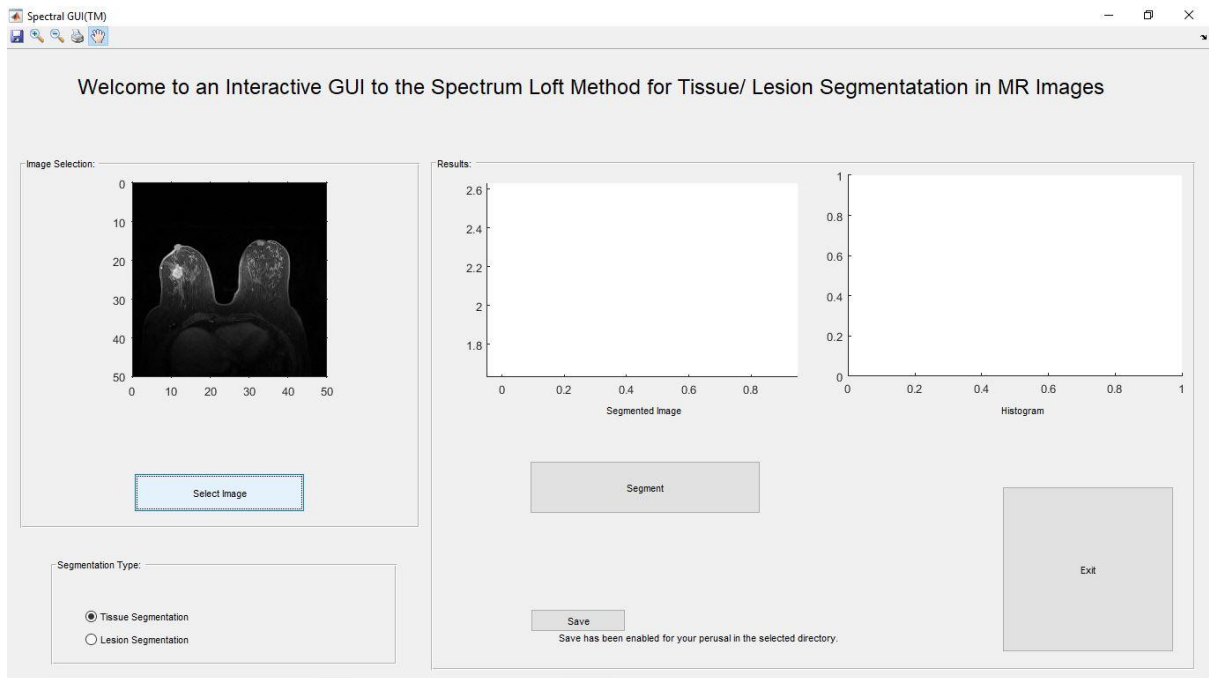 Spectral GUI(TM)
Welcome to an Interactive GUI to the Spectrum Loft Method for Tissue/ Lesion Segmentatation in MR Images
Image Selection:
0
10
20
30
40
50
0 10 20 30 40 50
Select Image
Segmentation Type:
Tissue Segmentation
Lesion Segmentation
Results:
2.6
2.4
2.2
2
1.8
0 0.2 0.4 0.6 0.8
Segmented Image
1
0.8
0.6
0.4
0.2
0
0 0.2 0.4 0.6 0.8 1
Histogram
Segment
Save
Save has been enabled for your perusal in the selected directory.
Exit